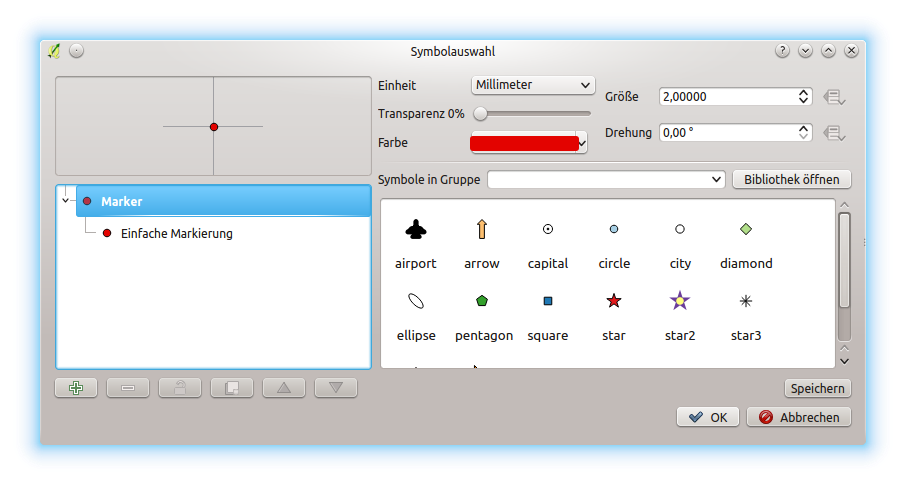 Symbolauswahl
Einheit
Millimeter
Größe
2,00000
Transparenz 0%
Farbe
Drehung
0,00 °
Symbole in Gruppe
Bibliothek öffnen
Marker
Einfache Markierung
airport arrow capital circle city diamond
ellipse pentagon square star star2 star3
Speichern
OK
Abbrechen